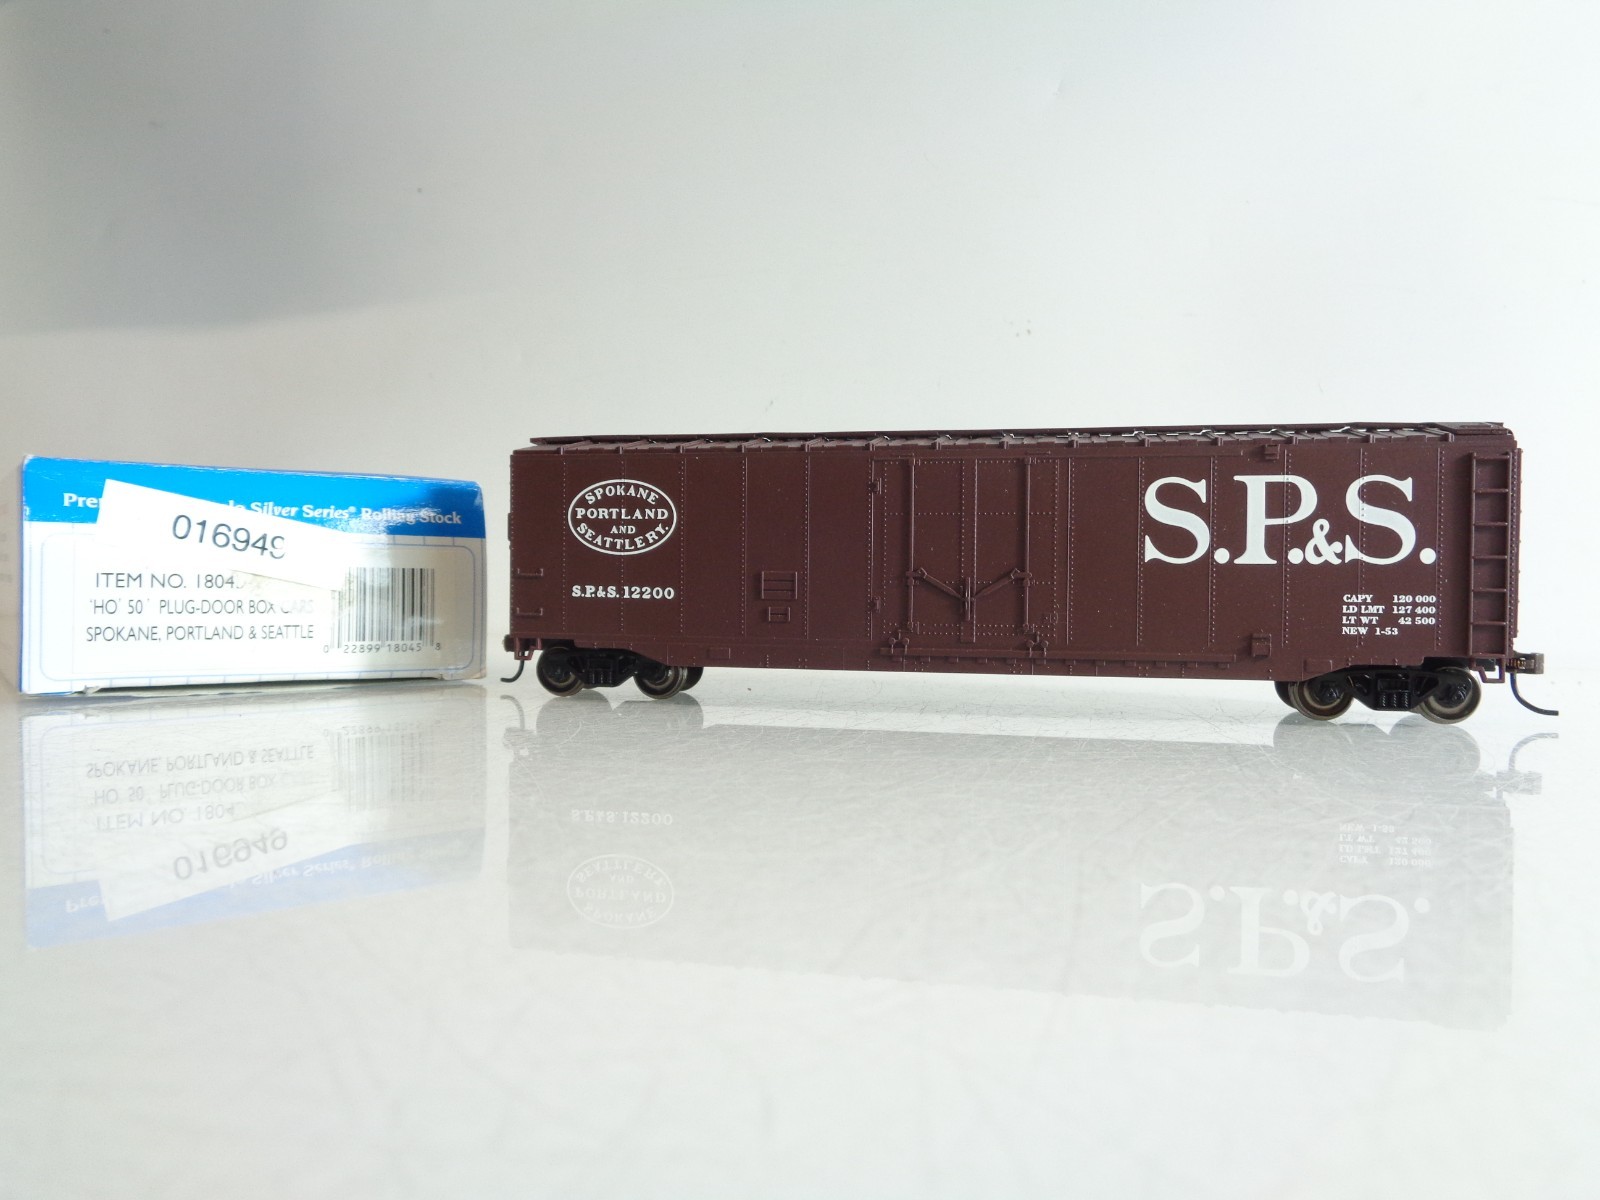 Silver Series® Rolling Stock
016949
ITEM NO. 18045
'HO' 50' PLUG-DOOR BOX CARS
SPOKANE, PORTLAND & SEATTLE
0 22899 18045 8
SPOKANE
PORTLAND
AND
SEATTLE RY.
S.P.&S. 12200
S.P.&S.
CAPY 120 000
LD LMT 127 400
LT WT 42 500
NEW 1-53